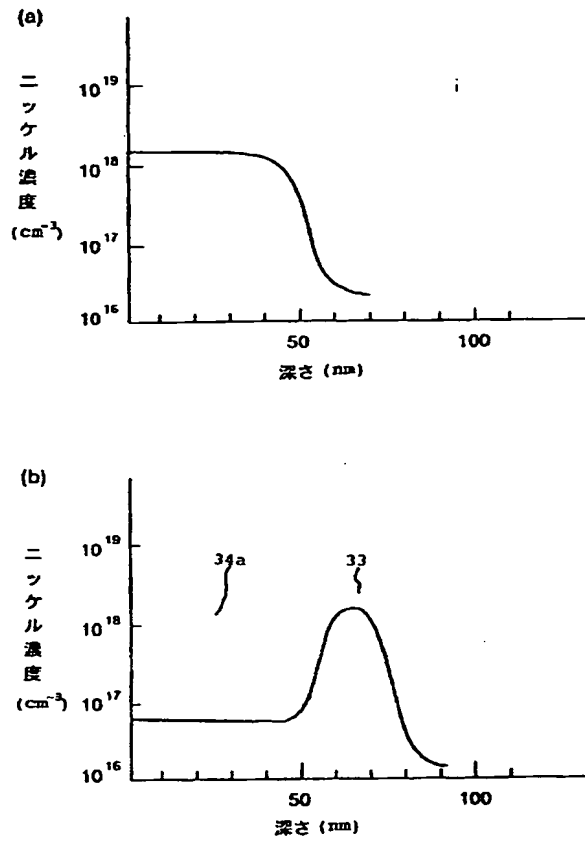 (a)
ニッケル濃度
(cm⁻³)
10¹⁹
10¹⁸
10¹⁷
10¹⁶
i
50
100
深さ (nm)
(b)
ニッケル濃度
(cm⁻³)
10¹⁹
10¹⁸
10¹⁷
10¹⁶
34a
33
50
100
深さ (nm)